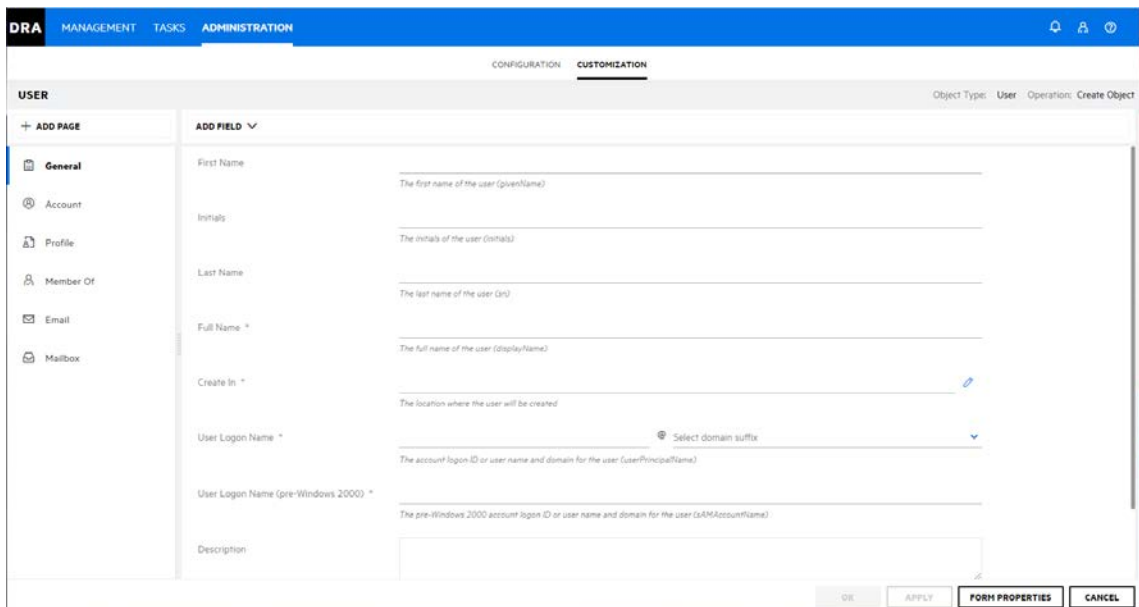 DRA MANAGEMENT TASKS ADMINISTRATION
CONFIGURATION CUSTOMIZATION
USER Object Type: User Operation: Create Object
+ ADD PAGE ADD FIELD
General
Account
Profile
Member Of
Email
Mailbox
First Name
The first name of the user (givenName)
Initials
The initials of the user (initials)
Last Name
The last name of the user (sn)
Full Name *
The full name of the user (displayName)
Create In *
The location where the user will be created
User Logon Name * @ Select domain suffix
The account logon ID or user name and domain for the user (userPrincipalName)
User Logon Name (pre-Windows 2000) *
The pre-Windows 2000 account logon ID or user name and domain for the user (sAMAccountName)
Description
OK APPLY FORM PROPERTIES CANCEL